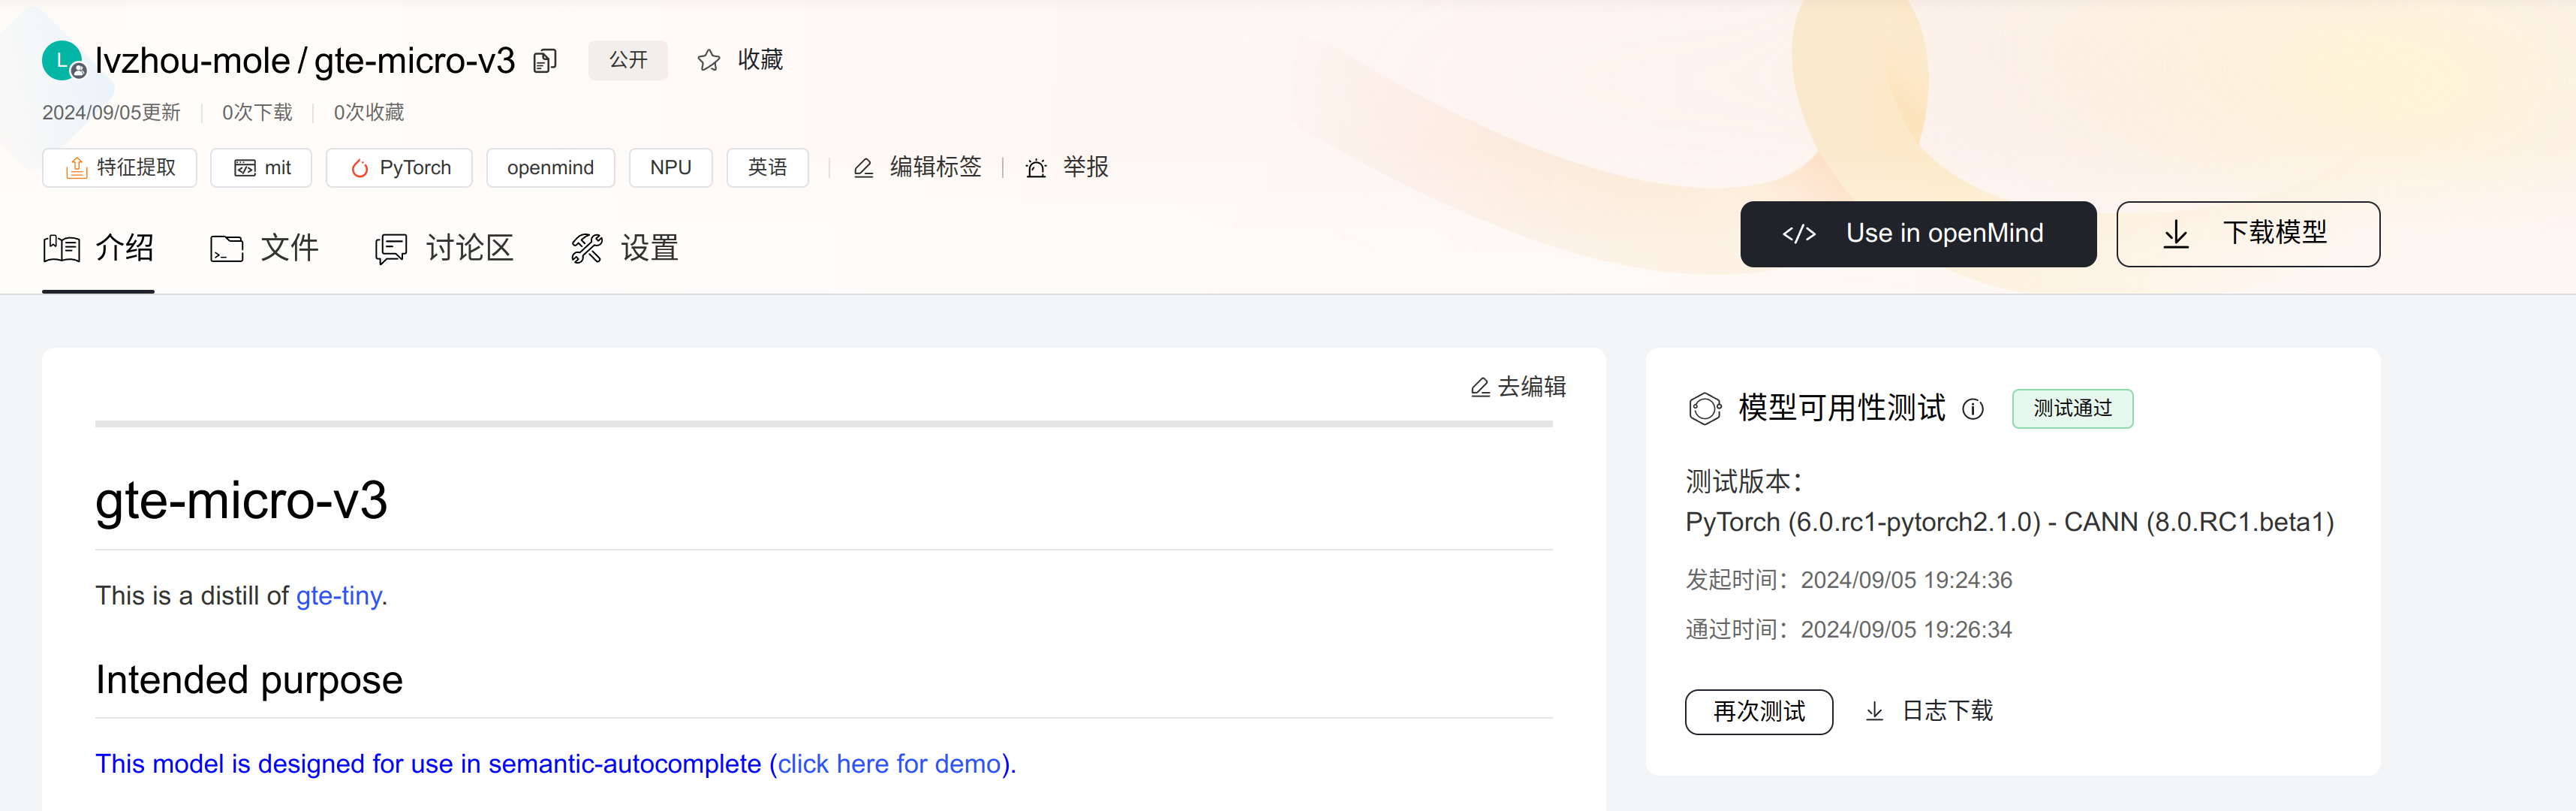 L lvzhou-mole / gte-micro-v3 公开 收藏
2024/09/05更新 0次下载 0次收藏
特征提取 mit PyTorch openmind NPU 英语 编辑标签 举报
介绍 文件 讨论区 设置
</> Use in openMind 下载模型
去编辑
gte-micro-v3
This is a distill of gte-tiny.
Intended purpose
This model is designed for use in semantic-autocomplete (click here for demo).
模型可用性测试 测试通过
测试版本：
PyTorch (6.0.rc1-pytorch2.1.0) - CANN (8.0.RC1.beta1)
发起时间：2024/09/05 19:24:36
通过时间：2024/09/05 19:26:34
再次测试 日志下载